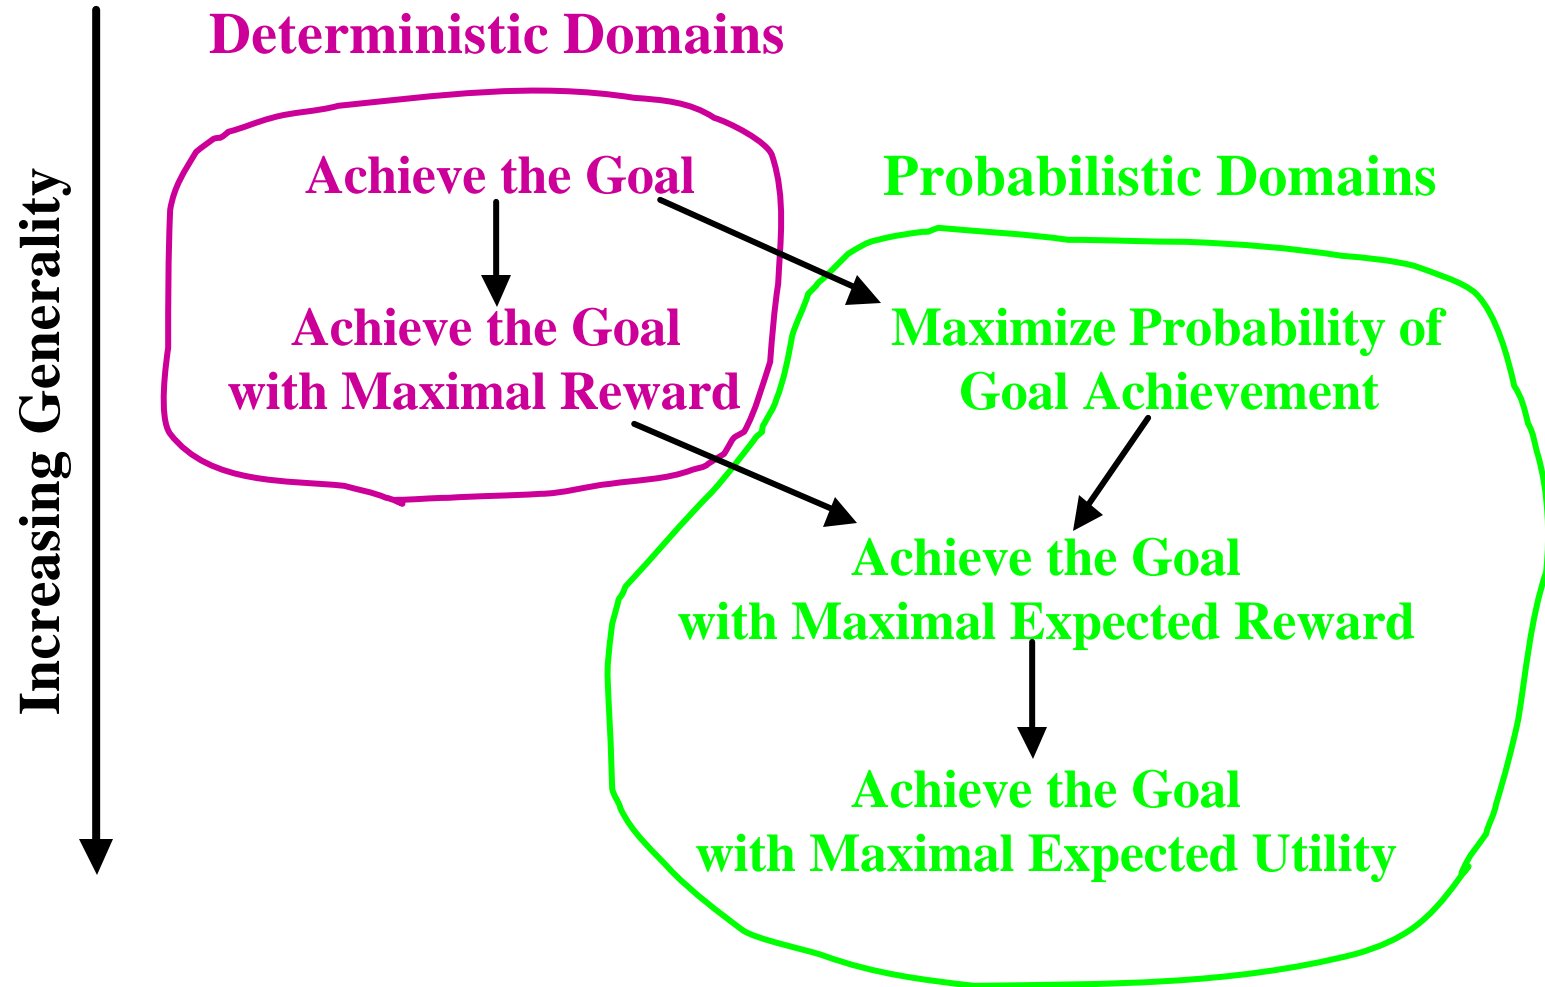 Increasing Generality
Deterministic Domains
Achieve the Goal
Achieve the Goal
with Maximal Reward
Probabilistic Domains
Maximize Probability of
Goal Achievement
Achieve the Goal
with Maximal Expected Reward
Achieve the Goal
with Maximal Expected Utility